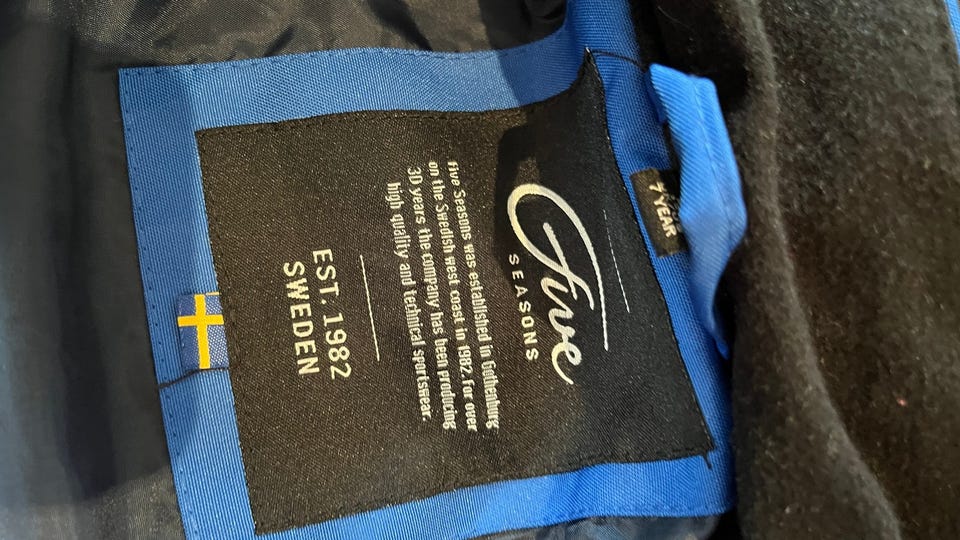 7 YEAR
Five
SEASONS
Five Seasons was established in Gothenburg
on the Swedish west coast in 1982. For over
30 years the company has been producing
high quality and technical sportswear.
EST. 1982
SWEDEN